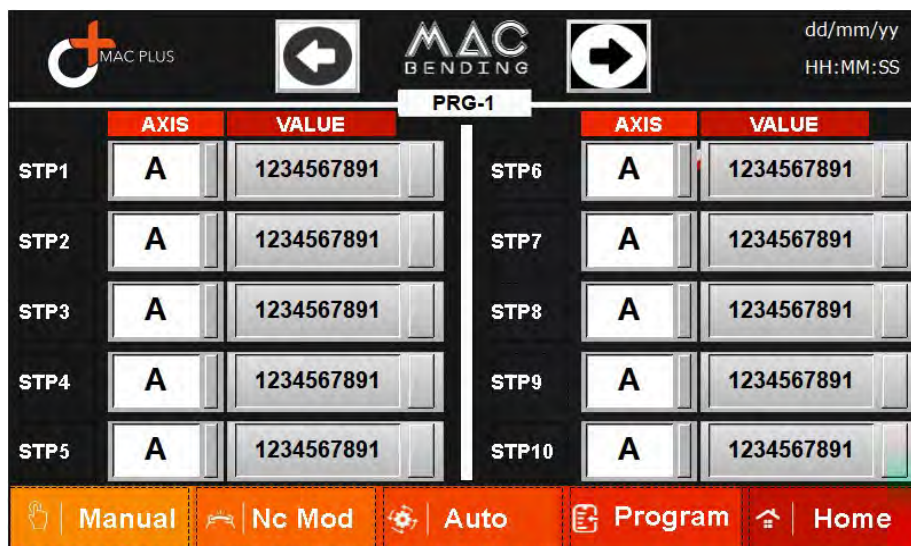 MAC PLUS
MAC
BENDING
dd/mm/yy
HH:MM:SS
PRG-1
AXIS VALUE AXIS VALUE
STP1 A 1234567891 STP6 A 1234567891
STP2 A 1234567891 STP7 A 1234567891
STP3 A 1234567891 STP8 A 1234567891
STP4 A 1234567891 STP9 A 1234567891
STP5 A 1234567891 STP10 A 1234567891
Manual Nc Mod Auto Program Home